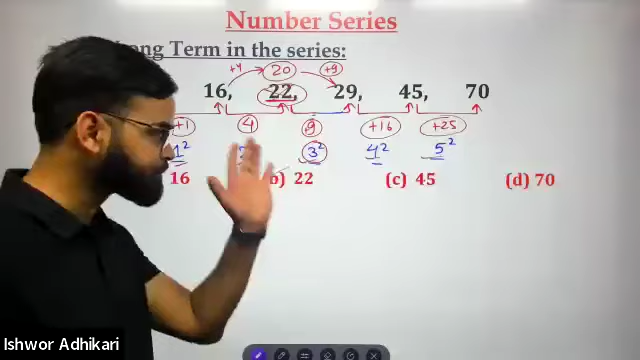 Number Series
Term in the series:
+4 20 +9
16, 22, 29, 45, 70
+1 4 9 +16 +25
1² 3² 4² 5²
16 22 (c) 45 (d) 70
Ishwor Adhikari